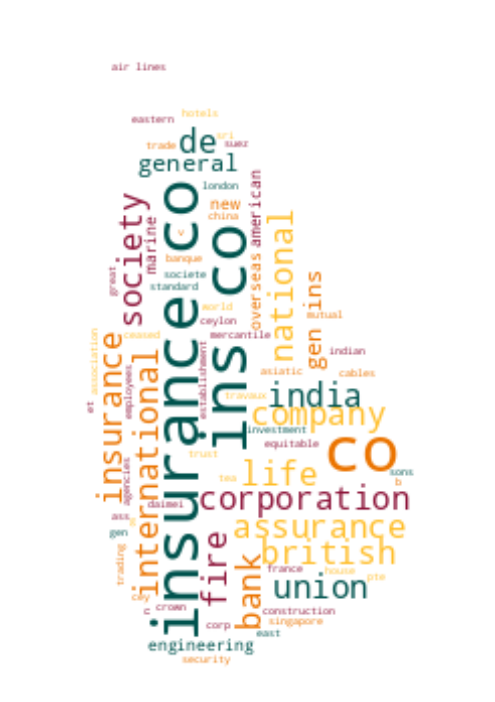 air lines
hotels
eastern
sri
trade
de
suez
general
london
american
society
new
china
marine
v
insurance co
ins co
national
overseas
banque
great
societe
standard
gen ins
world
mutual
ceylon
mercantile
ceased
association
insurance
establishment
indian
international
asiatic
cables
employees
travaux
india
et
company
investment
equitable
co
trust
life
tea
sons
b
agencies
corporation
daimei
ass
assurance
gen
fire
british
bank
trading
france
house
pte
union
cey
c
crown
construction
corp
singapore
east
engineering
security